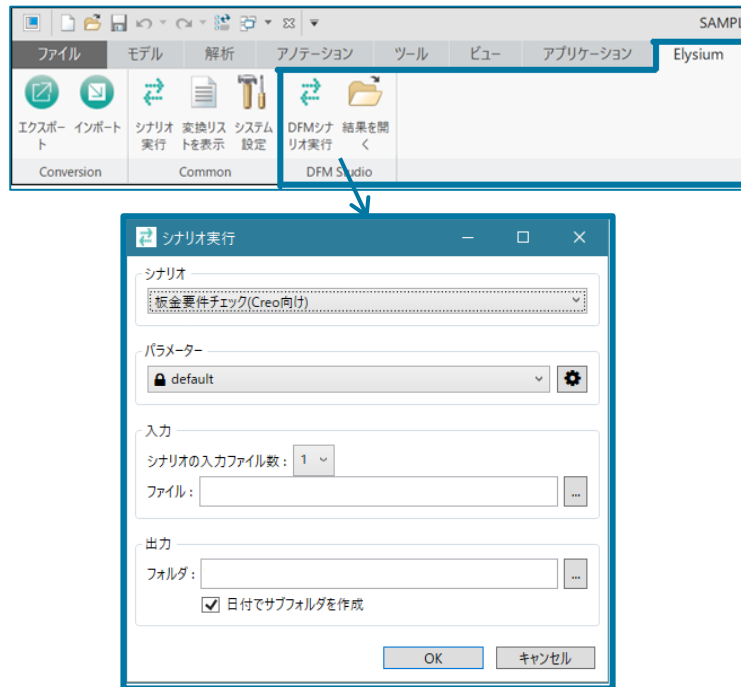 SAMPL
ファイル モデル 解析 アノテーション ツール ビュー アプリケーション Elysium
エクスポー インポート シナリオ 変換リス システム DFMシナ 結果を開
ト 実行 トを表示 設定 リオ実行 く
Conversion Common DFM Studio
シナリオ実行
シナリオ
板金要件チェック(Creo向け)
パラメーター
default
入力
シナリオの入力ファイル数： 1
ファイル： ...
出力
フォルダ： ...
日付でサブフォルダを作成
OK キャンセル